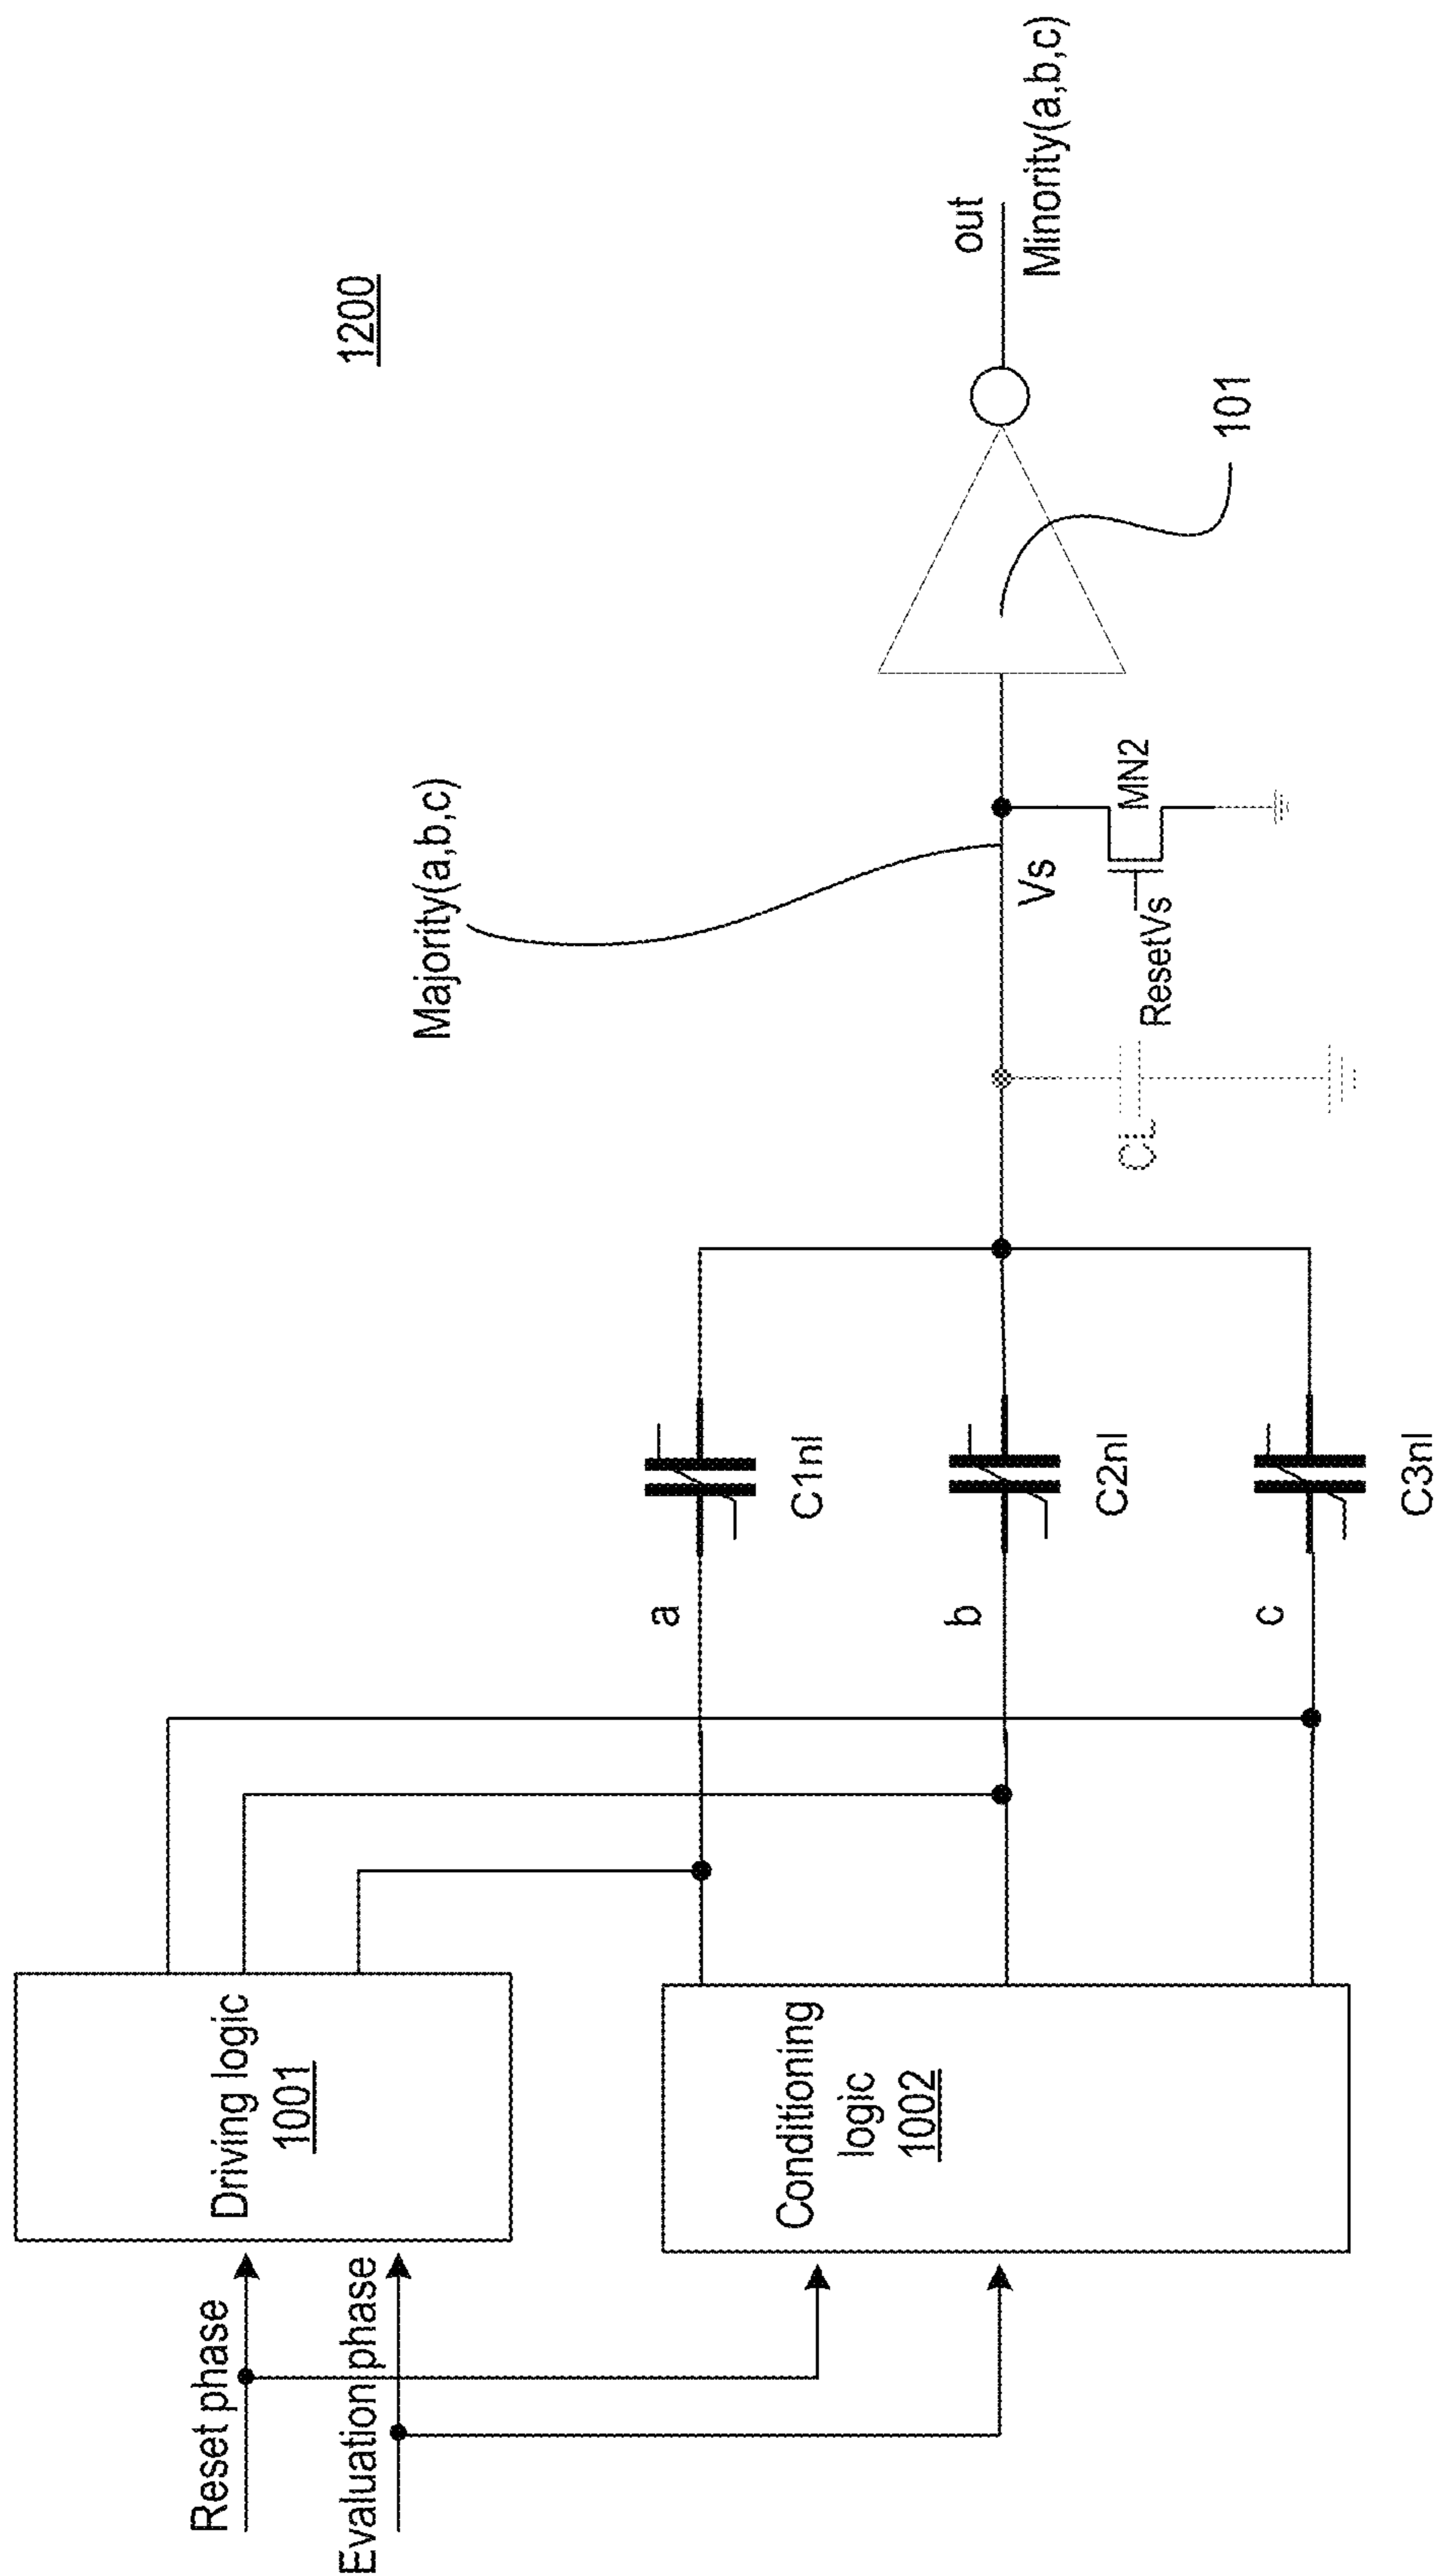 1200
Reset phase
Evaluation phase
Driving logic
1001
Conditioning
logic
1002
a
b
c
C1nl
C2nl
C3nl
Majority(a,b,c)
Vs
CL
ResetVs
MN2
101
out
Minority(a,b,c)